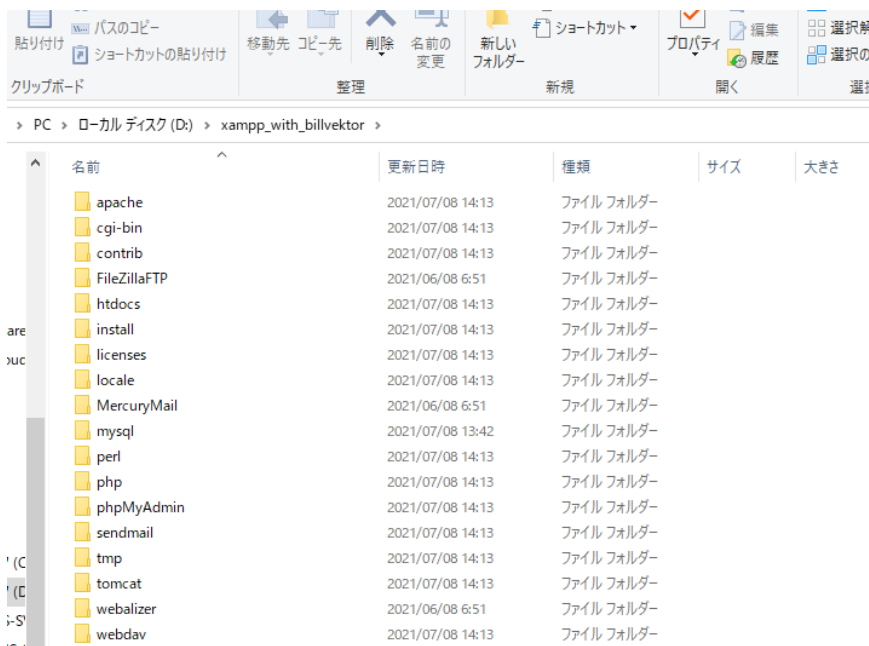 パスのコピー
ショートカット
編集
選択解
貼り付け
ショートカットの貼り付け
移動先 コピー先 削除 名前の
変更
新しい
フォルダー
プロパティ
履歴
選択の
クリップボード 整理 新規 開く 選択
> PC > ローカル ディスク (D:) > xampp_with_billvektor >
名前 更新日時 種類 サイズ 大きさ
apache 2021/07/08 14:13 ファイル フォルダー
cgi-bin 2021/07/08 14:13 ファイル フォルダー
contrib 2021/07/08 14:13 ファイル フォルダー
FileZillaFTP 2021/06/08 6:51 ファイル フォルダー
htdocs 2021/07/08 14:13 ファイル フォルダー
are install 2021/07/08 14:13 ファイル フォルダー
ouc licenses 2021/07/08 14:13 ファイル フォルダー
locale 2021/07/08 14:13 ファイル フォルダー
MercuryMail 2021/06/08 6:51 ファイル フォルダー
mysql 2021/07/08 13:42 ファイル フォルダー
perl 2021/07/08 14:13 ファイル フォルダー
php 2021/07/08 14:13 ファイル フォルダー
phpMyAdmin 2021/07/08 14:13 ファイル フォルダー
sendmail 2021/07/08 14:13 ファイル フォルダー
tmp 2021/07/08 14:13 ファイル フォルダー
tomcat 2021/07/08 14:13 ファイル フォルダー
webalizer 2021/06/08 6:51 ファイル フォルダー
webdav 2021/07/08 14:13 ファイル フォルダー